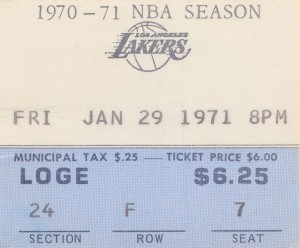 1970-71 NBA SEASON
LOS ANGELES
LAKERS
FRI JAN 29 1971 8PM
MUNICIPAL TAX $.25 — TICKET PRICE $6.00
LOGE $6.25
24 F 7
SECTION ROW SEAT